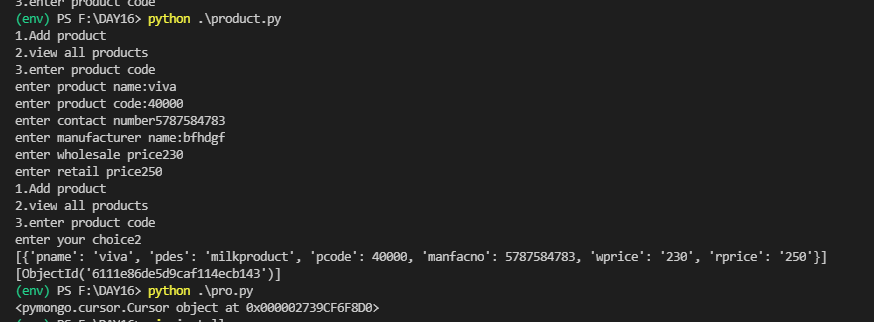 3.enter product code
(env) PS F:\DAY16> python .\product.py
1.Add product
2.view all products
3.enter product code
enter product name:viva
enter product code:40000
enter contact number5787584783
enter manufacturer name:bfhdgf
enter wholesale price230
enter retail price250
1.Add product
2.view all products
3.enter product code
enter your choice2
[{'pname': 'viva', 'pdes': 'milkproduct', 'pcode': 40000, 'manfacno': 5787584783, 'wprice': '230', 'rprice': '250'}]
[ObjectId('6111e86de5d9caf114ecb143')]
(env) PS F:\DAY16> python .\pro.py
<pymongo.cursor.Cursor object at 0x000002739CF6F8D0>
(env) PS F:\DAY16>